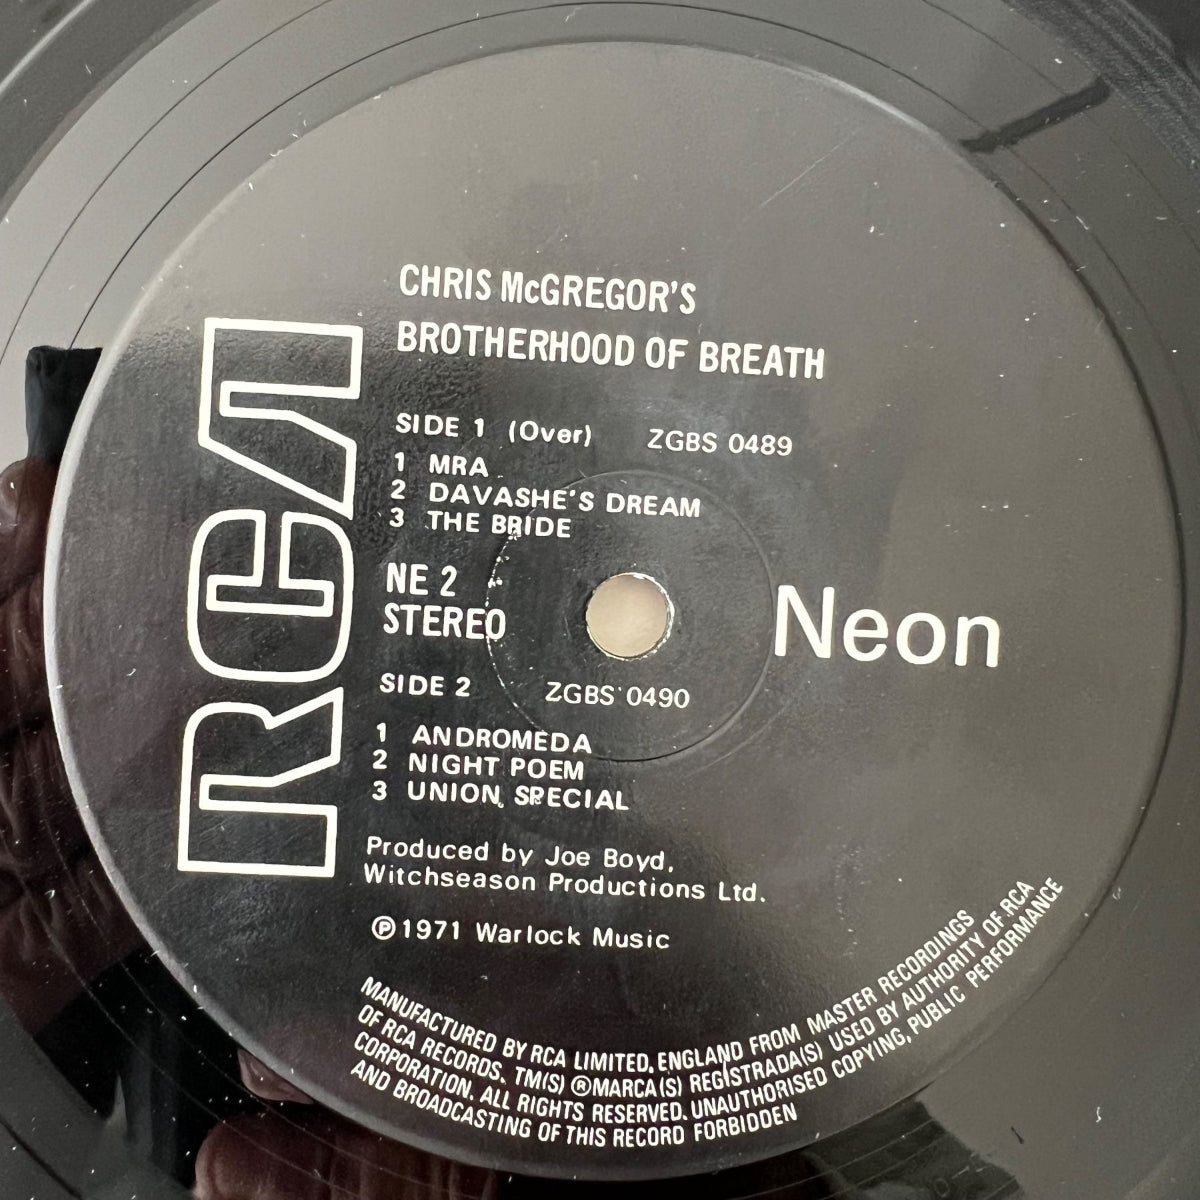 CHRIS McGREGOR'S
BROTHERHOOD OF BREATH
SIDE 1 (Over) ZGBS 0489
1 MRA
2 DAVASHE'S DREAM
3 THE BRIDE
NE 2
STEREO
Neon
RCA
SIDE 2 ZGBS 0490
1 ANDROMEDA
2 NIGHT POEM
3 UNION SPECIAL
Produced by Joe Boyd,
Witchseason Productions Ltd.
℗1971 Warlock Music
MANUFACTURED BY RCA LIMITED, ENGLAND FROM MASTER RECORDINGS
OF RCA RECORDS. TM(S) ®MARCA(S) REGISTRADA(S) USED BY AUTHORITY OF RCA
CORPORATION. ALL RIGHTS RESERVED. UNAUTHORISED COPYING, PUBLIC PERFORMANCE
AND BROADCASTING OF THIS RECORD FORBIDDEN